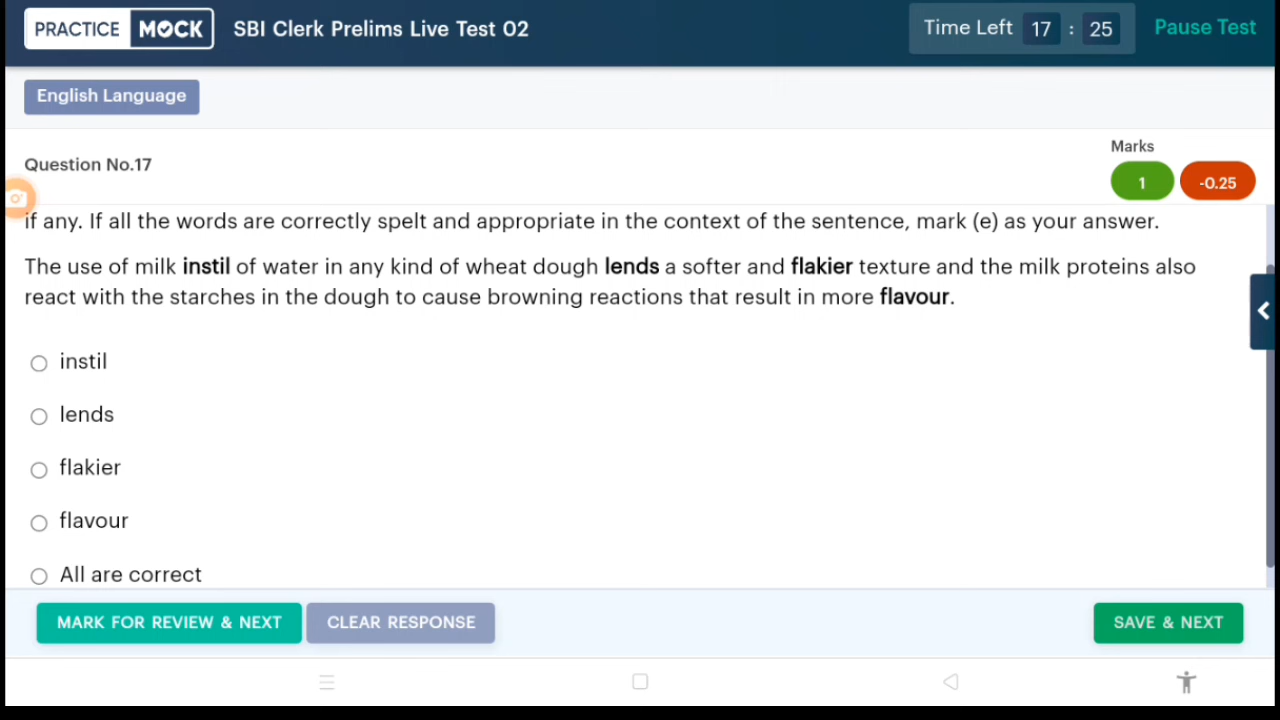 PRACTICE MOCK SBI Clerk Prelims Live Test 02 Time Left 17 : 25 Pause Test
English Language
Question No.17
Marks
1 -0.25
if any. If all the words are correctly spelt and appropriate in the context of the sentence, mark (e) as your answer.
The use of milk instil of water in any kind of wheat dough lends a softer and flakier texture and the milk proteins also
react with the starches in the dough to cause browning reactions that result in more flavour.
instil
lends
flakier
flavour
All are correct
MARK FOR REVIEW & NEXT CLEAR RESPONSE SAVE & NEXT